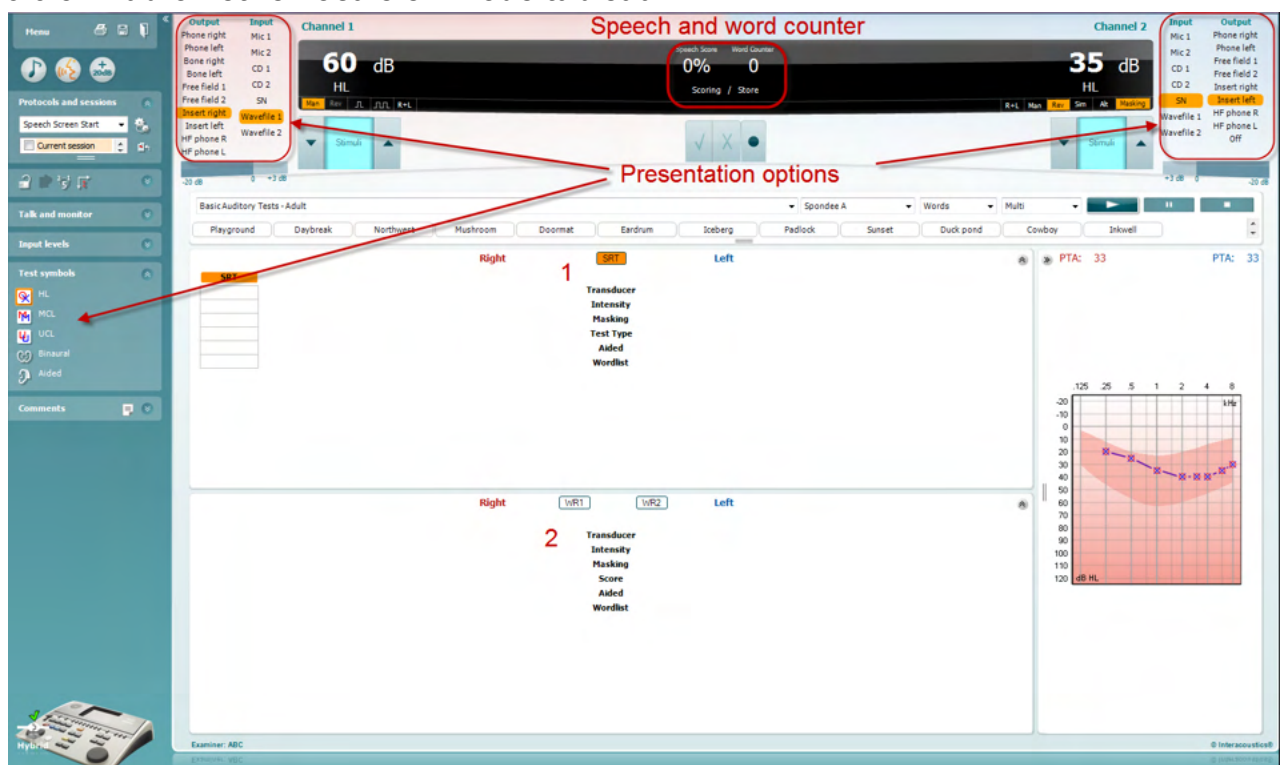 Speech and word counter
Menu
Output Input
Phone right Mic 1
Phone left Mic 2
Bone right CD 1
Bone left CD 2
Free field 1 SN
Free field 2 Wavefile 1
Insert right Wavefile 2
Insert left
HF phone R
HF phone L
Channel 1
60 dB
HL
Man Rev R+L
Speech Score Word Counter
0% 0
Scoring / Store
Channel 2
35 dB
HL
R+L Man Rev Sim Alt Masking
Input Output
Mic 1 Phone right
Mic 2 Phone left
CD 1 Free field 1
CD 2 Free field 2
SN Insert right
Wavefile 1 Insert left
Wavefile 2 HF phone R
HF phone L
Off
+20dB
Protocols and sessions
Speech Screen Start
Current session
Talk and monitor
Input levels
Test symbols
HL
MCL
UCL
Binaural
Aided
Comments
Hybrid
Stimuli
Stimuli
-20 dB 0 +3 dB
+3 dB 0 -20 dB
Presentation options
Basic Auditory Tests - Adult Spondee A Words Multi
Playground Daybreak Northwest Mushroom Doormat Eardrum Iceberg Padlock Sunset Duck pond Cowboy Inkwell
Right SRT Left
SRT
1
Transducer
Intensity
Masking
Test Type
Aided
Wordlist
PTA: 33 PTA: 33
.125 .25 .5 1 2 4 8
kHz
-20
-10
0
10
20
30
40
50
60
70
80
90
100
110
120 dB HL
Right WR1 WR2 Left
2
Transducer
Intensity
Masking
Score
Aided
Wordlist
Examiner: ABC
© Interacoustics®